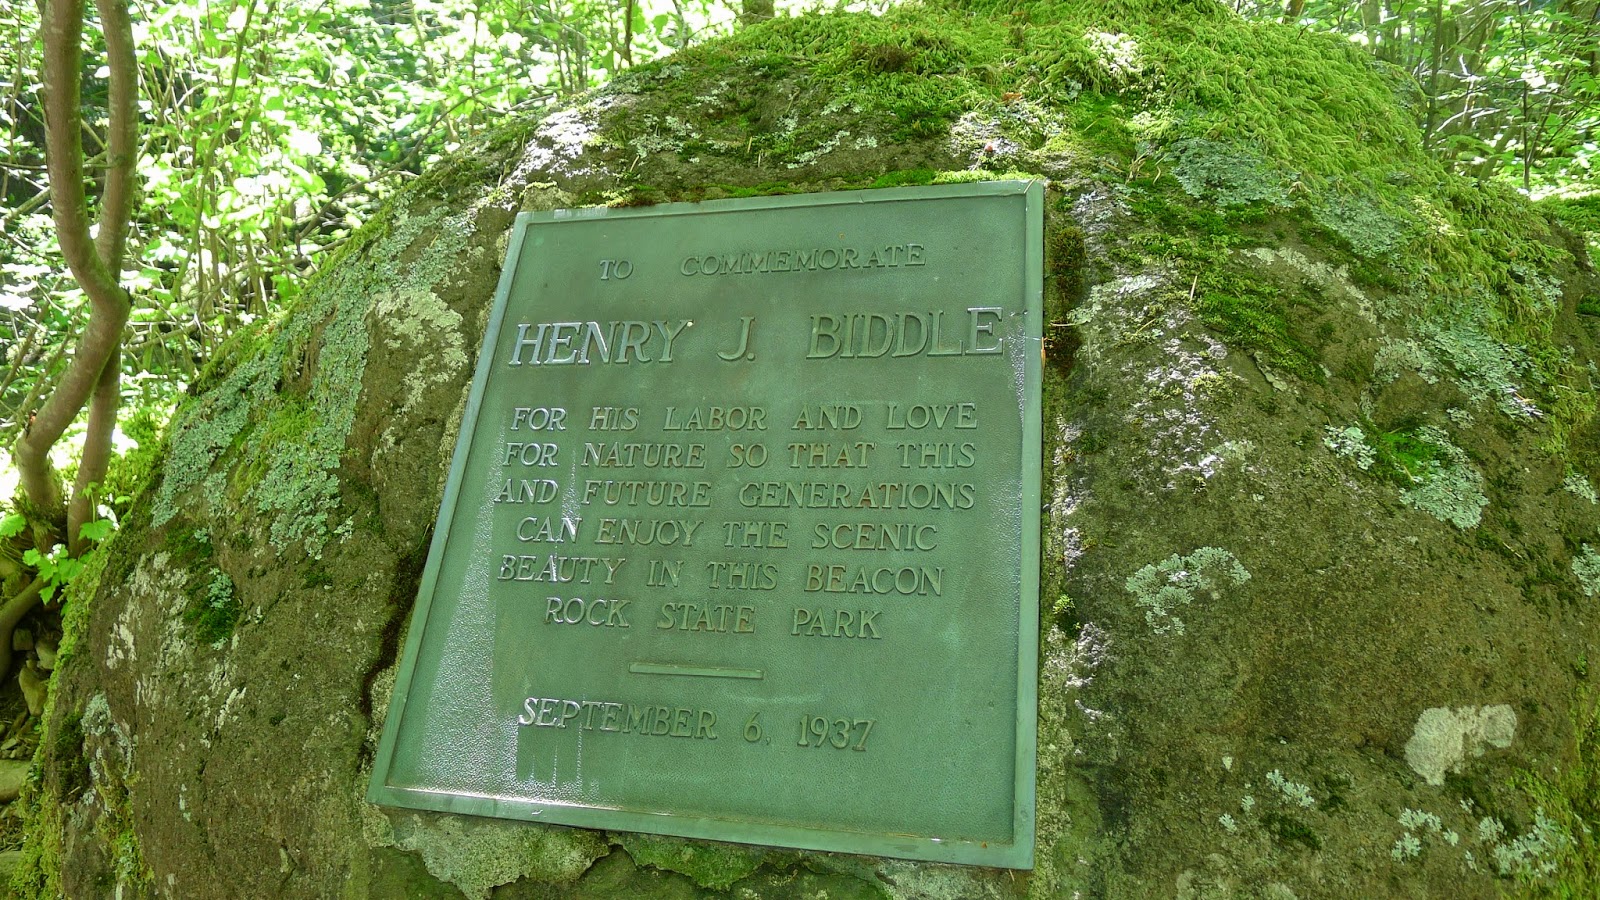 TO COMMEMORATE
HENRY J. BIDDLE
FOR HIS LABOR AND LOVE
FOR NATURE SO THAT THIS
AND FUTURE GENERATIONS
CAN ENJOY THE SCENIC
BEAUTY IN THIS BEACON
ROCK STATE PARK
SEPTEMBER 6, 1937